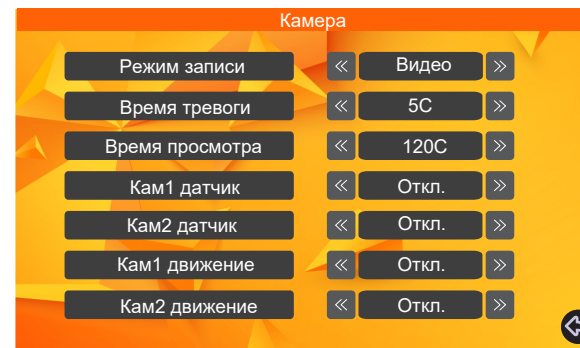 Камера
Режим записи Видео
Время тревоги 5С
Время просмотра 120С
Кам1 датчик Откл.
Кам2 датчик Откл.
Кам1 движение Откл.
Кам2 движение Откл.